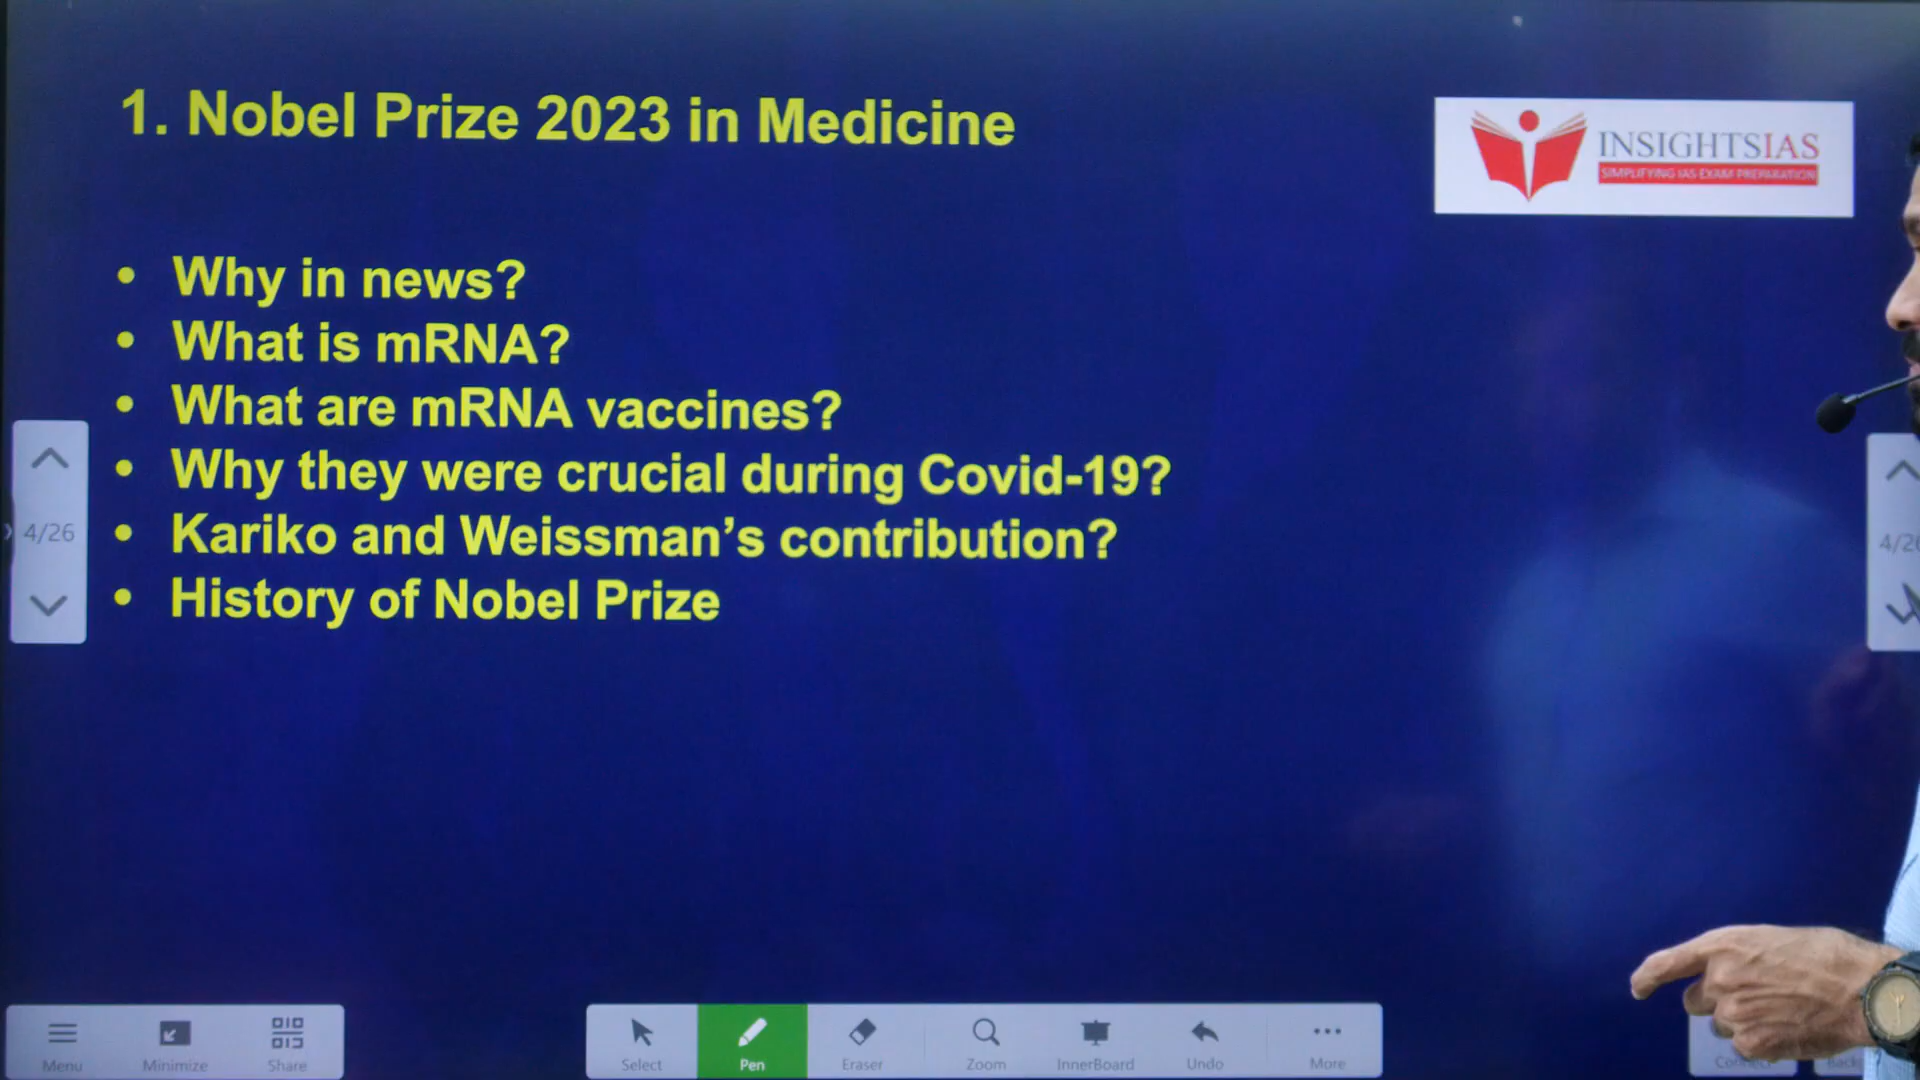 1. Nobel Prize 2023 in Medicine
INSIGHTSIAS
SIMPLIFYING IAS EXAM PREPARATION
• Why in news?
• What is mRNA?
• What are mRNA vaccines?
• Why they were crucial during Covid-19?
• Kariko and Weissman’s contribution?
• History of Nobel Prize
4/26
Menu
Minimize
Share
Select
Pen
Eraser
Zoom
InnerBoard
Undo
More